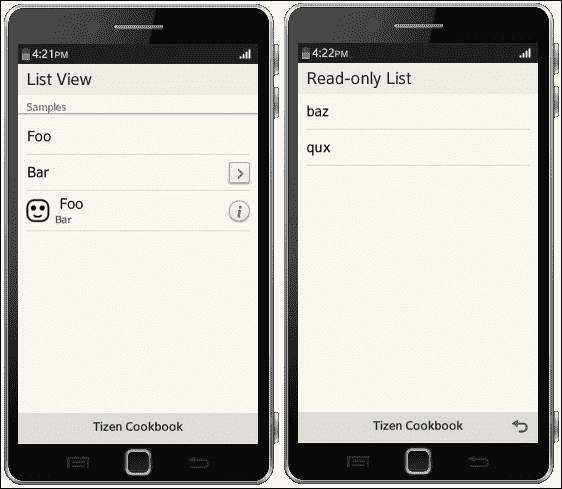 4:21PM
List View
Samples
Foo
Bar
Foo
Bar
Tizen Cookbook
4:22PM
Read-only List
baz
qux
Tizen Cookbook